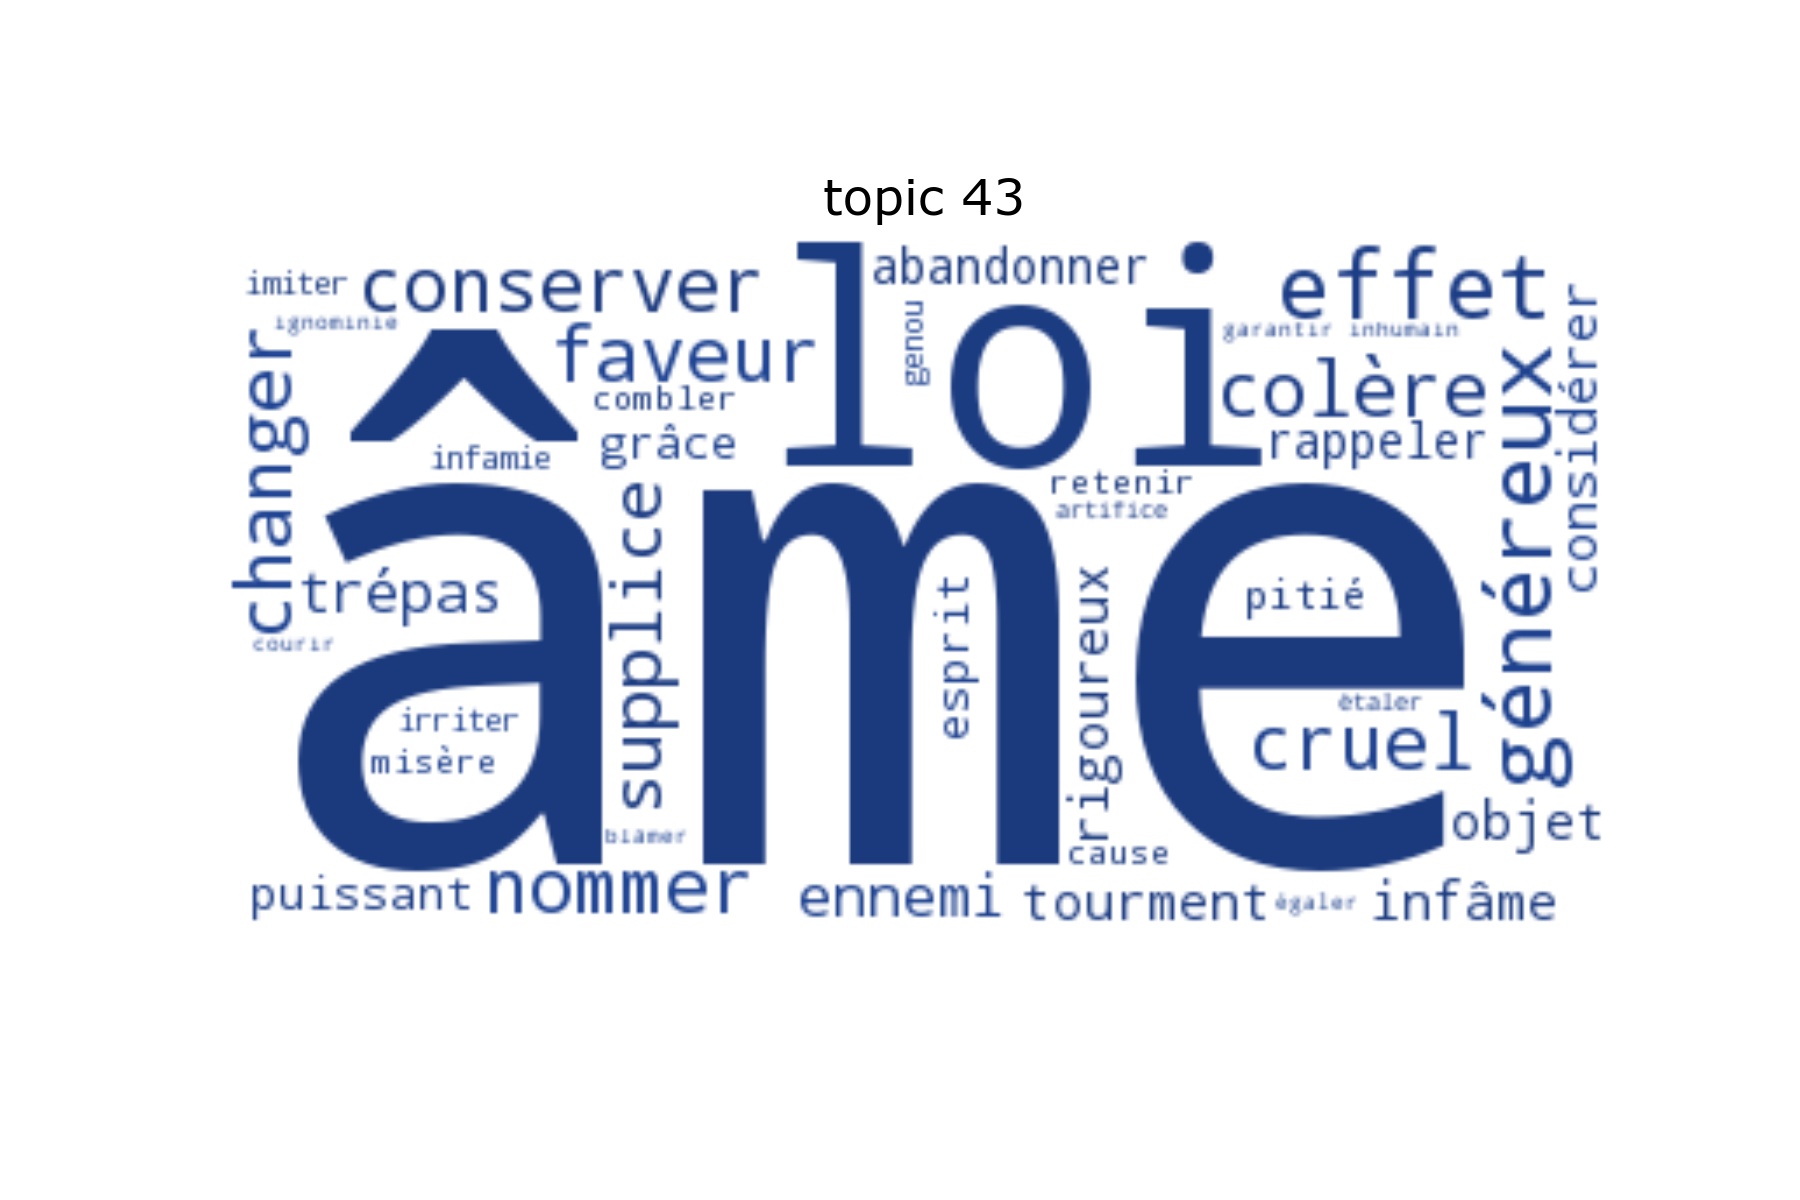 topic 43
imiter
conserver
loi
abandonner
effet
ignominie
faveur
genou
garantir
inhumain
considérer
changer
combler
colère
généreux
infamie
grâce
rappeler
âme
retenir
artifice
trépas
supplice
esprit
rigoureux
pitié
courir
irriter
misère
étaler
cruel
blâmer
objet
cause
puissant
nommer
ennemi
tourment
égaler
infâme